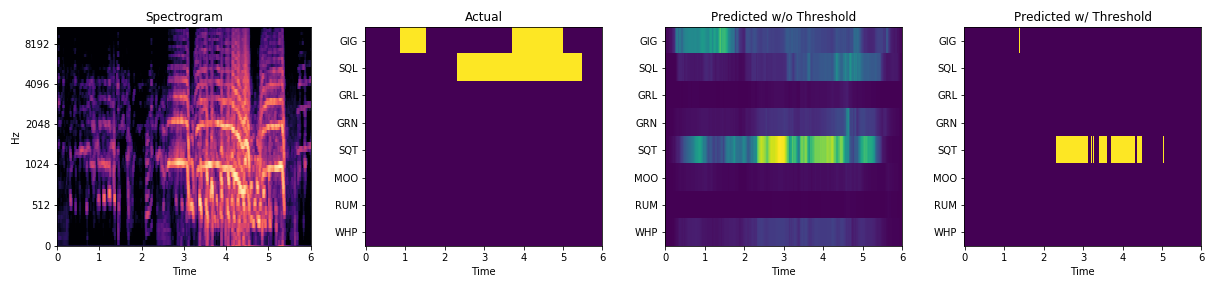 Spectrogram
8192
4096
2048
1024
512
0
Hz
0 1 2 3 4 5 6
Time
Actual
GIG
SQL
GRL
GRN
SQT
MOO
RUM
WHP
0 1 2 3 4 5 6
Time
Predicted w/o Threshold
GIG
SQL
GRL
GRN
SQT
MOO
RUM
WHP
0 1 2 3 4 5 6
Time
Predicted w/ Threshold
GIG
SQL
GRL
GRN
SQT
MOO
RUM
WHP
0 1 2 3 4 5 6
Time